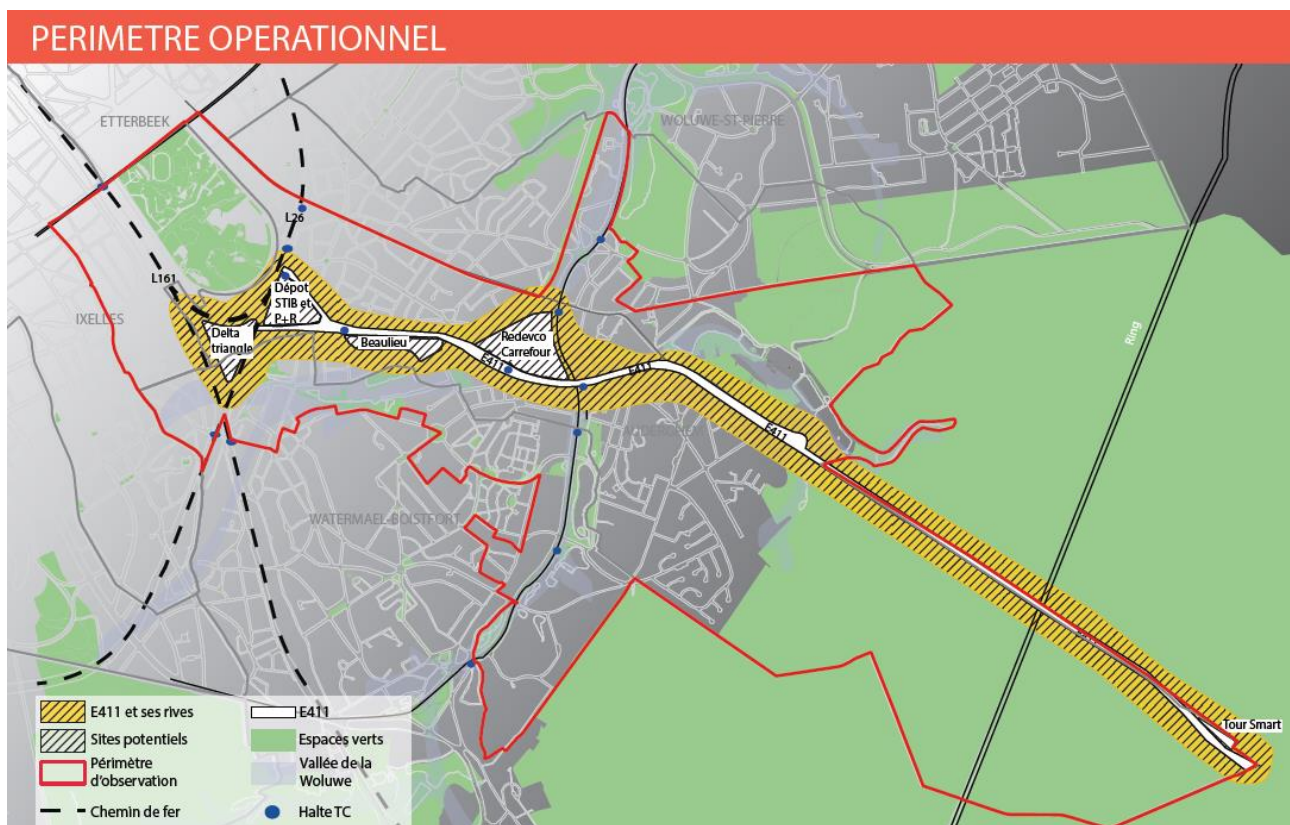 PERIMETRE OPERATIONNEL
ETTERBEEK
WOLUWE-ST-PIERRE
L26
L161
IXELLES
Dépot
STIB et
P+R
Delta
triangle
Beaulieu
Redevco
Carrefour
E411
E411
E411
Ring
WATERMAEL-BOISTFORT
Tour Smart
E411 et ses rives
Sites potentiels
Périmètre
d'observation
Chemin de fer
E411
Espaces verts
Vallée de la
Woluwe
Halte TC